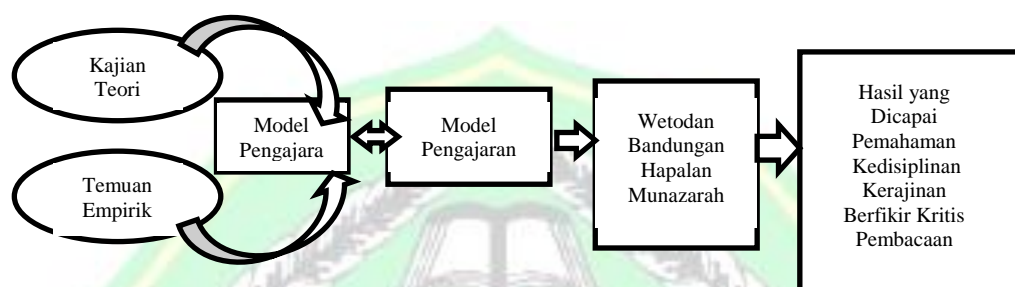 Kajian
Teori
Temuan
Empirik
Model
Pengajara
Model
Pengajaran
Wetodan
Bandungan
Hapalan
Munazarah
Hasil yang
Dicapai
Pemahaman
Kedisiplinan
Kerajinan
Berfikir Kritis
Pembacaan